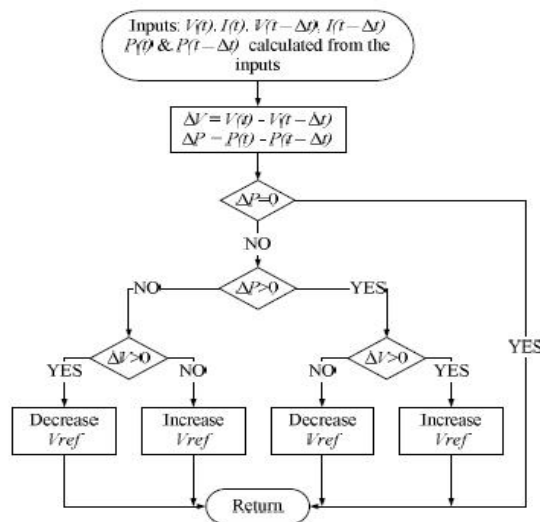 Inputs: V(t), I(t), V(t−Δt), I(t−Δt)
P(t) & P(t−Δt) calculated from the
inputs
ΔV = V(t) - V(t−Δt)
ΔP = P(t) - P(t−Δt)
ΔP=0
NO
NO
ΔP>0
YES
YES
ΔV>0
ΔV>0
YES
NO
NO
YES
Decrease
Vref
Increase
Vref
Decrease
Vref
Increase
Vref
Return